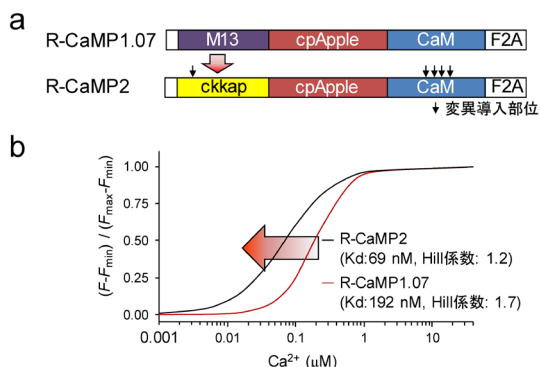 a
R-CaMP1.07 M13 cpApple CaM F2A
R-CaMP2 ckkap cpApple CaM F2A
変異導入部位
b
(F-Fmin) / (Fmax-Fmin)
1.00
0.75
0.50
0.25
0
R-CaMP2
(Kd:69 nM, Hill係数: 1.2)
R-CaMP1.07
(Kd:192 nM, Hill係数: 1.7)
0.001 0.01 0.1 1 10
Ca²⁺ (μM)